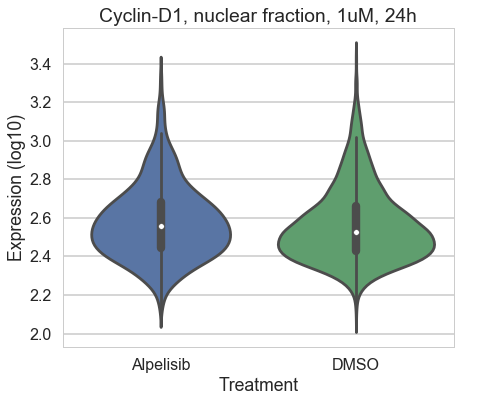 Cyclin-D1, nuclear fraction, 1uM, 24h
Expression (log10)
3.4
3.2
3.0
2.8
2.6
2.4
2.2
2.0
Alpelisib DMSO
Treatment